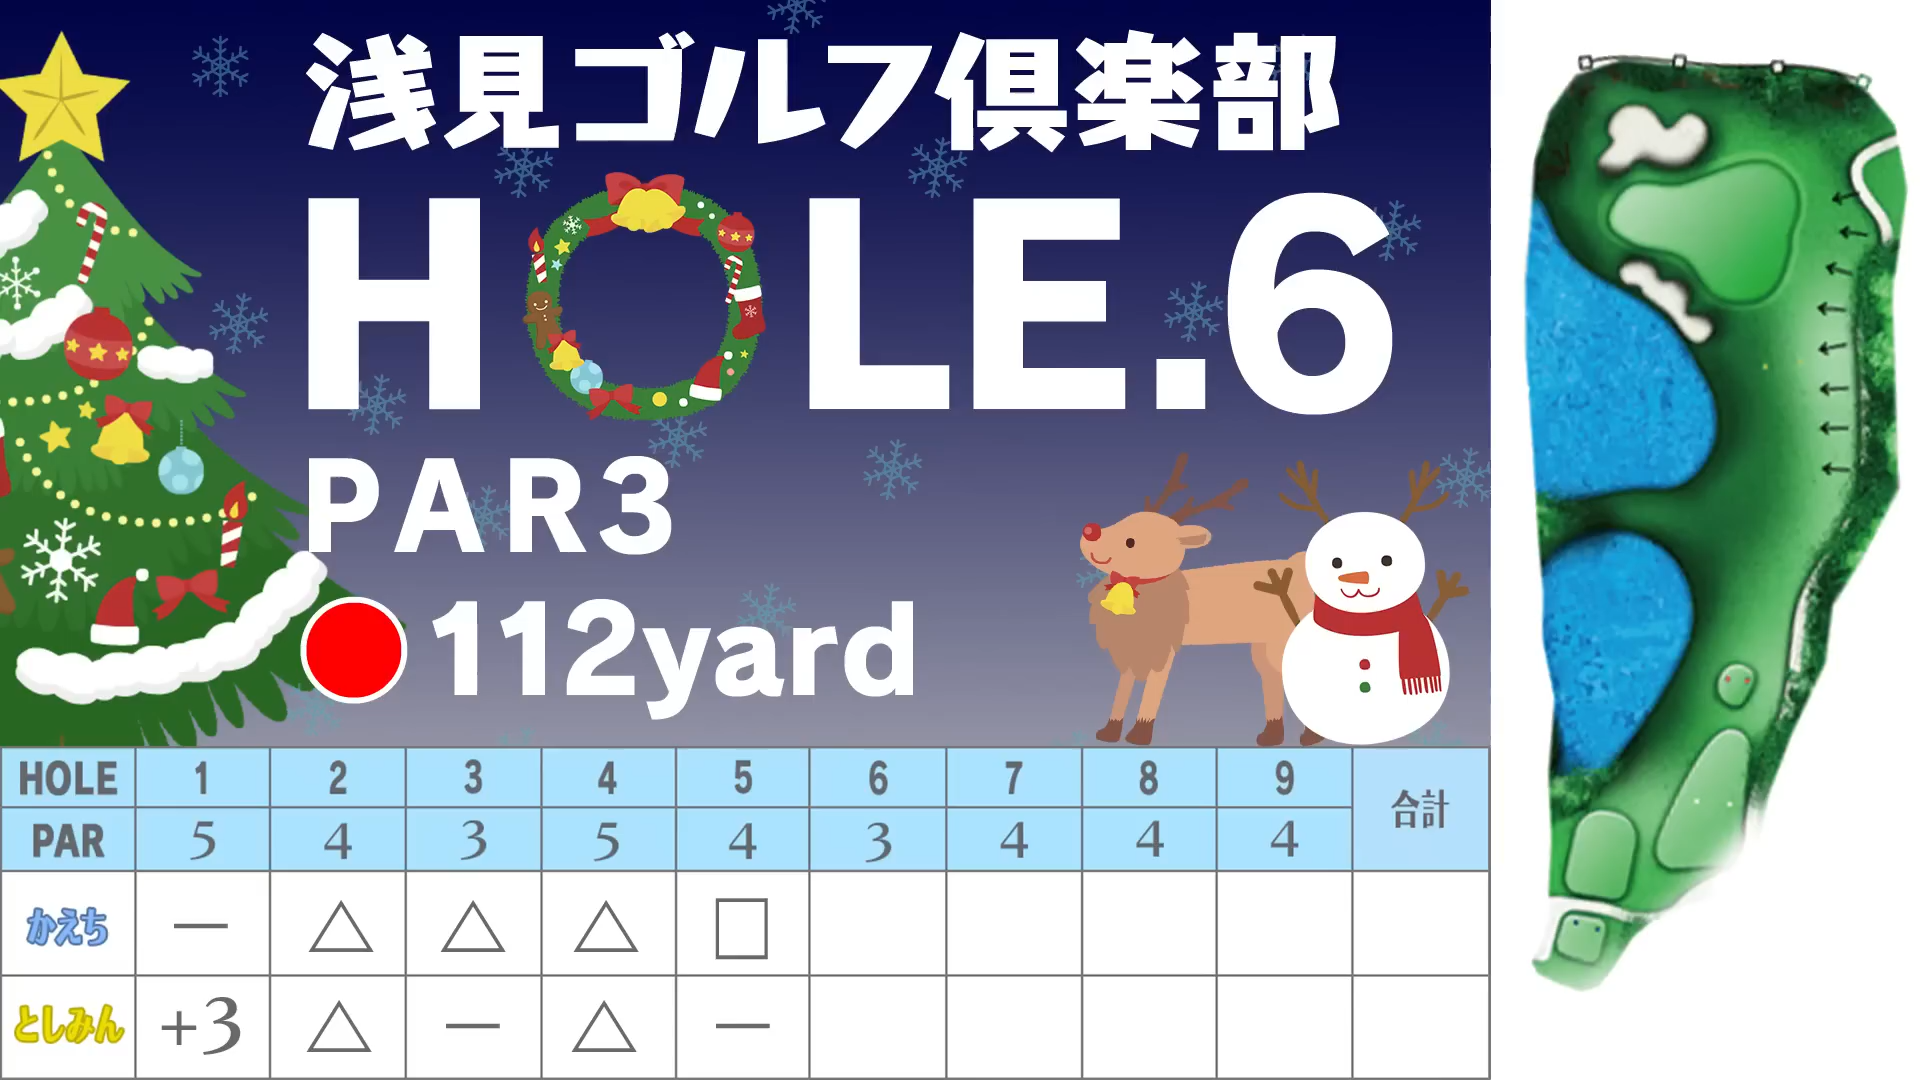 浅見ゴルフ倶楽部
HOLE.6
PAR3
112yard
HOLE 1 2 3 4 5 6 7 8 9 合計
PAR 5 4 3 5 4 3 4 4 4
かえち － △ △ △ □
としみん +3 △ － △ －